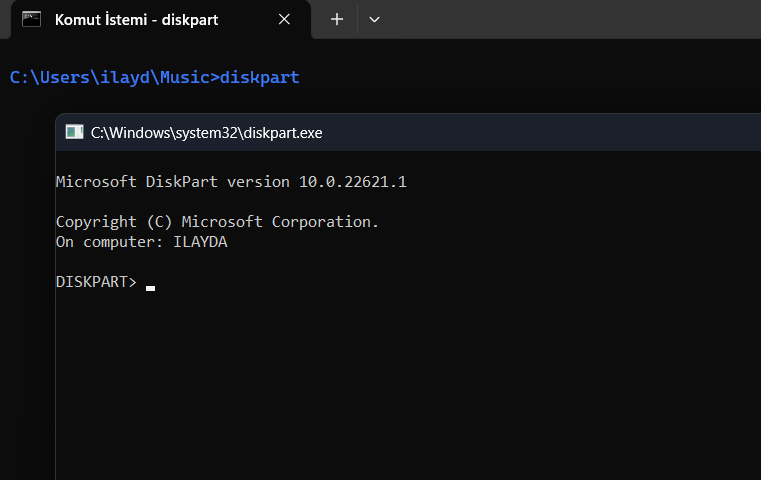 Komut İstemi - diskpart
C:\Users\ilayd\Music>diskpart
C:\Windows\system32\diskpart.exe
Microsoft DiskPart version 10.0.22621.1
Copyright (C) Microsoft Corporation.
On computer: ILAYDA
DISKPART>